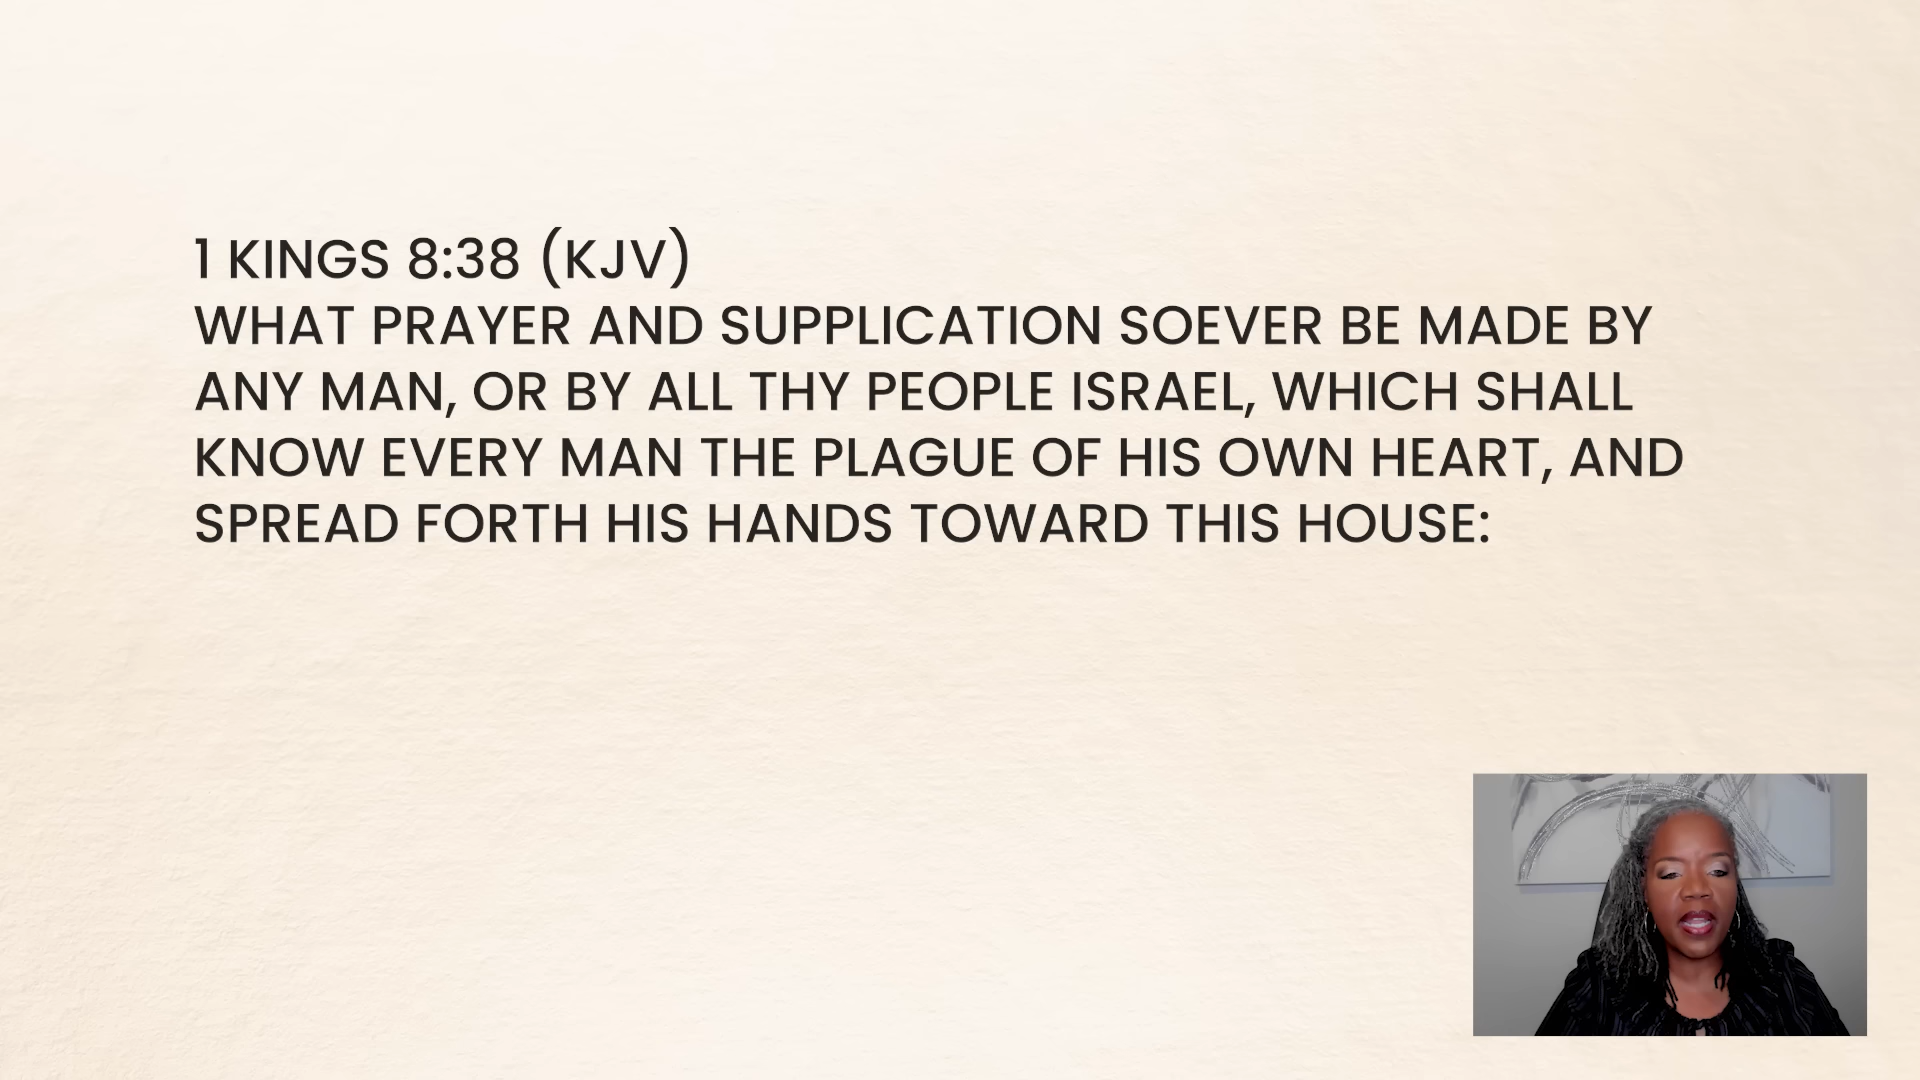 1 KINGS 8:38 (KJV)
WHAT PRAYER AND SUPPLICATION SOEVER BE MADE BY
ANY MAN, OR BY ALL THY PEOPLE ISRAEL, WHICH SHALL
KNOW EVERY MAN THE PLAGUE OF HIS OWN HEART, AND
SPREAD FORTH HIS HANDS TOWARD THIS HOUSE: